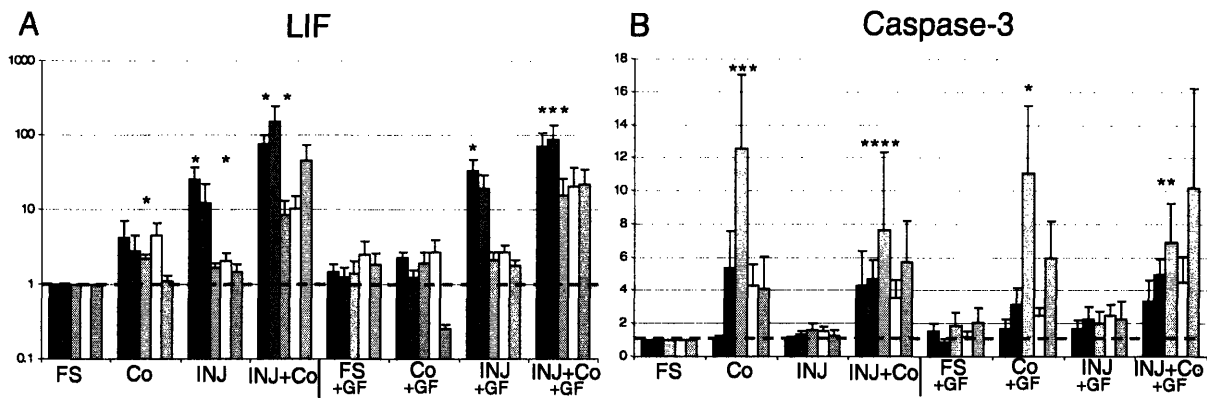 A LIF
1000
100
10
1
0.1
* * * * * * * * * * *
FS Co INJ INJ+Co FS +GF Co +GF INJ +GF INJ+Co +GF
B Caspase-3
18
16
14
12
10
8
6
4
2
0
*** **** * **
FS Co INJ INJ+Co FS +GF Co +GF INJ +GF INJ+Co +GF